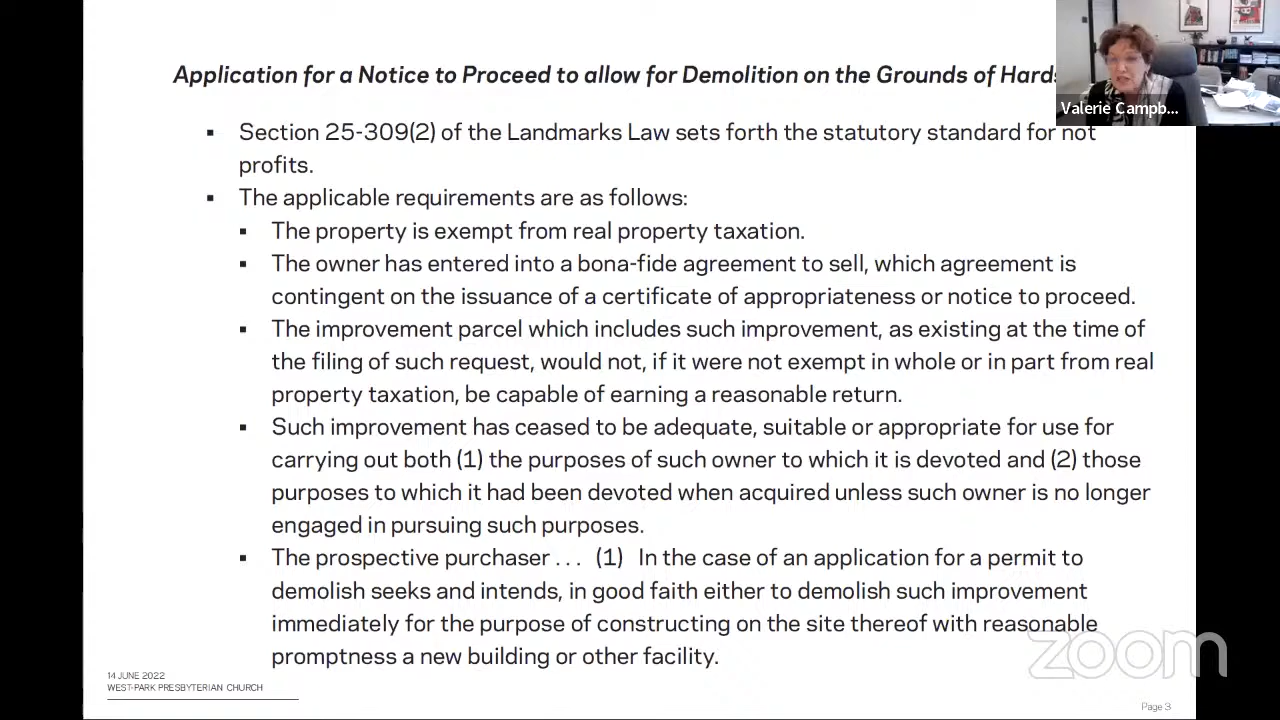 Application for a Notice to Proceed to allow for Demolition on the Grounds of
Valerie Campb...
▪ Section 25-309(2) of the Landmarks Law sets forth the statutory standard for not
profits.
▪ The applicable requirements are as follows:
▪ The property is exempt from real property taxation.
▪ The owner has entered into a bona-fide agreement to sell, which agreement is
contingent on the issuance of a certificate of appropriateness or notice to proceed.
▪ The improvement parcel which includes such improvement, as existing at the time of
the filing of such request, would not, if it were not exempt in whole or in part from real
property taxation, be capable of earning a reasonable return.
▪ Such improvement has ceased to be adequate, suitable or appropriate for use for
carrying out both (1) the purposes of such owner to which it is devoted and (2) those
purposes to which it had been devoted when acquired unless such owner is no longer
engaged in pursuing such purposes.
▪ The prospective purchaser . . . (1) In the case of an application for a permit to
demolish seeks and intends, in good faith either to demolish such improvement
immediately for the purpose of constructing on the site thereof with reasonable
promptness a new building or other facility.
zoom
14 JUNE 2022
WEST-PARK PRESBYTERIAN CHURCH
Page 3